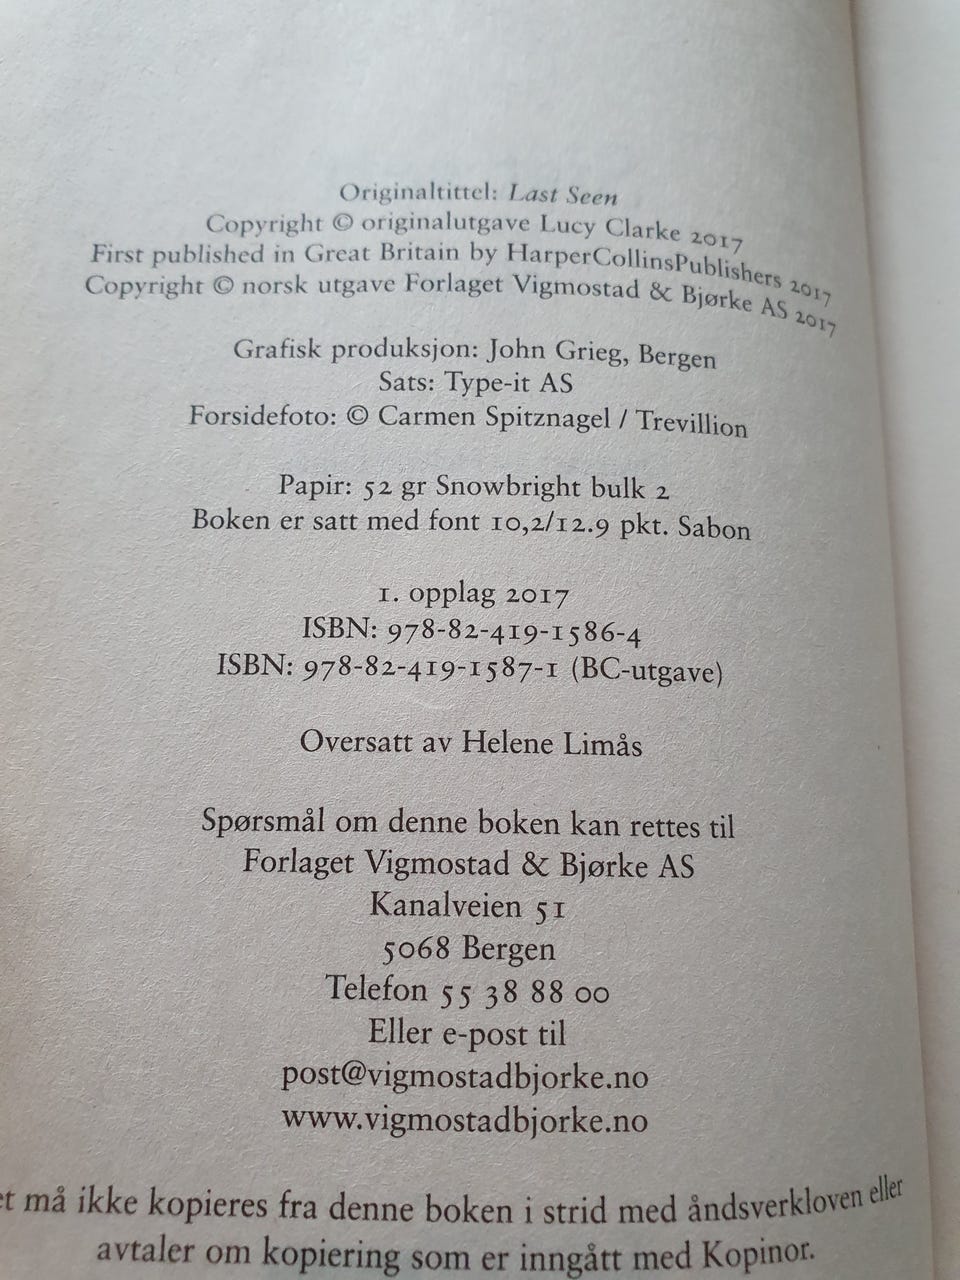 Originaltittel: Last Seen
Copyright © originalutgave Lucy Clarke 2017
First published in Great Britain by HarperCollinsPublishers 2017
Copyright © norsk utgave Forlaget Vigmostad & Bjørke AS 2017
Grafisk produksjon: John Grieg, Bergen
Sats: Type-it AS
Forsidefoto: © Carmen Spitznagel / Trevillion
Papir: 52 gr Snowbright bulk 2
Boken er satt med font 10,2/12.9 pkt. Sabon
1. opplag 2017
ISBN: 978-82-419-1586-4
ISBN: 978-82-419-1587-1 (BC-utgave)
Oversatt av Helene Limås
Spørsmål om denne boken kan rettes til
Forlaget Vigmostad & Bjørke AS
Kanalveien 51
5068 Bergen
Telefon 55 38 88 00
Eller e-post til
post@vigmostadbjorke.no
www.vigmostadbjorke.no
må ikke kopieres fra denne boken i strid med åndsverkloven eller
avtaler om kopiering som er inngått med Kopinor.